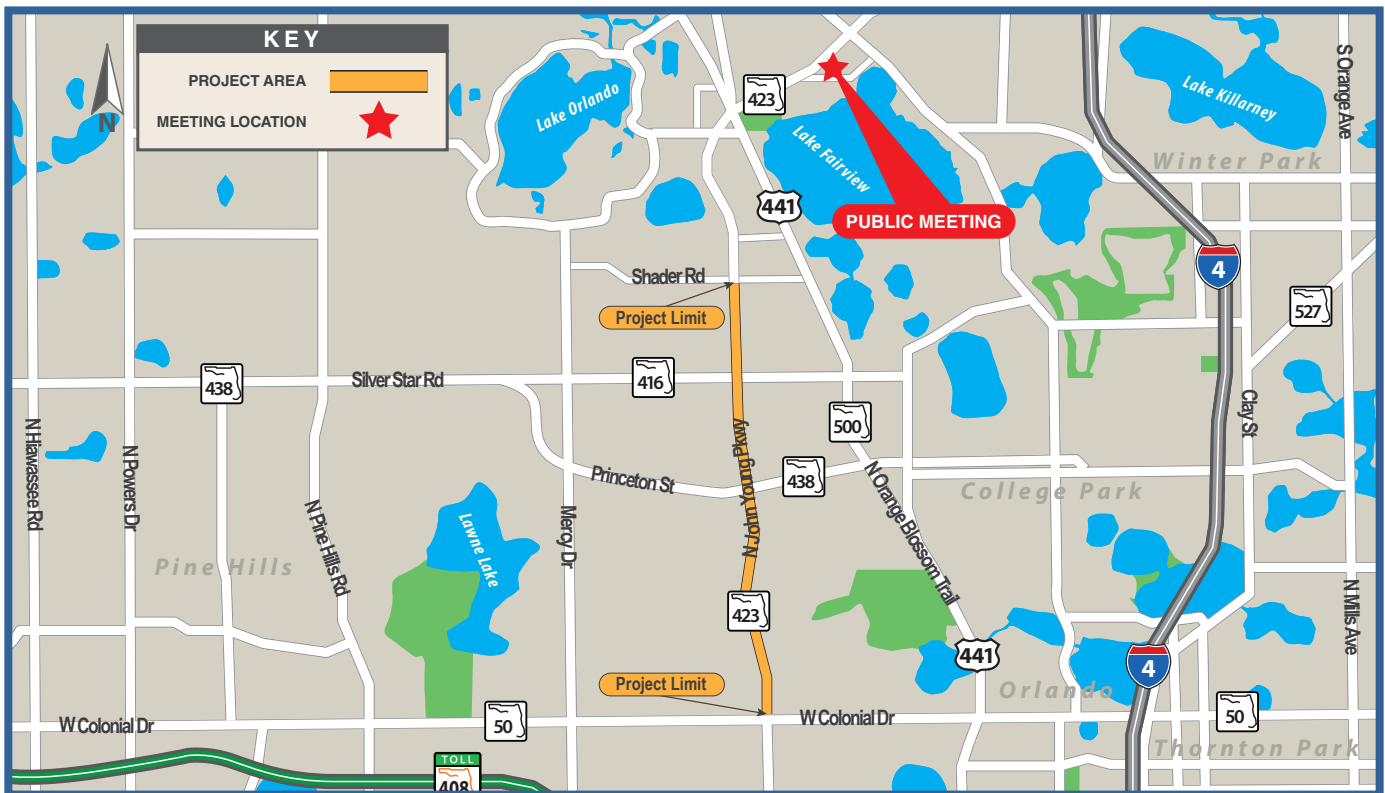 KEY
PROJECT AREA
MEETING LOCATION
N
Lake Orlando
423
Lake Fairview
Lake Killarney
S Orange Ave
Winter Park
441
PUBLIC MEETING
4
Shader Rd
Project Limit
527
438
Silver Star Rd
416
500
Clay St
N Hiawassee Rd
N Powers Dr
N Pine Hills Rd
Princeton St
438
N. John Young Pkwy
N Orange Blossom Trail
College Park
Lawne Lake
Mercy Dr
Pine Hills
423
N Mills Ave
441
4
Project Limit
Orlando
W Colonial Dr
50
W Colonial Dr
50
Thornton Park
TOLL
408